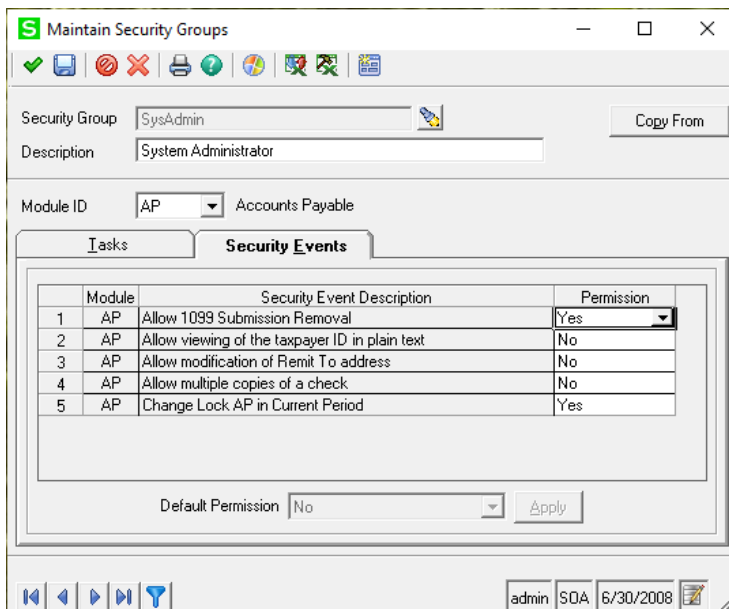 S Maintain Security Groups
Security Group SysAdmin Copy From
Description System Administrator
Module ID AP Accounts Payable
Tasks Security Events
Module Security Event Description Permission
1 AP Allow 1099 Submission Removal Yes
2 AP Allow viewing of the taxpayer ID in plain text No
3 AP Allow modification of Remit To address No
4 AP Allow multiple copies of a check No
5 AP Change Lock AP in Current Period Yes
Default Permission No Apply
admin SOA 6/30/2008